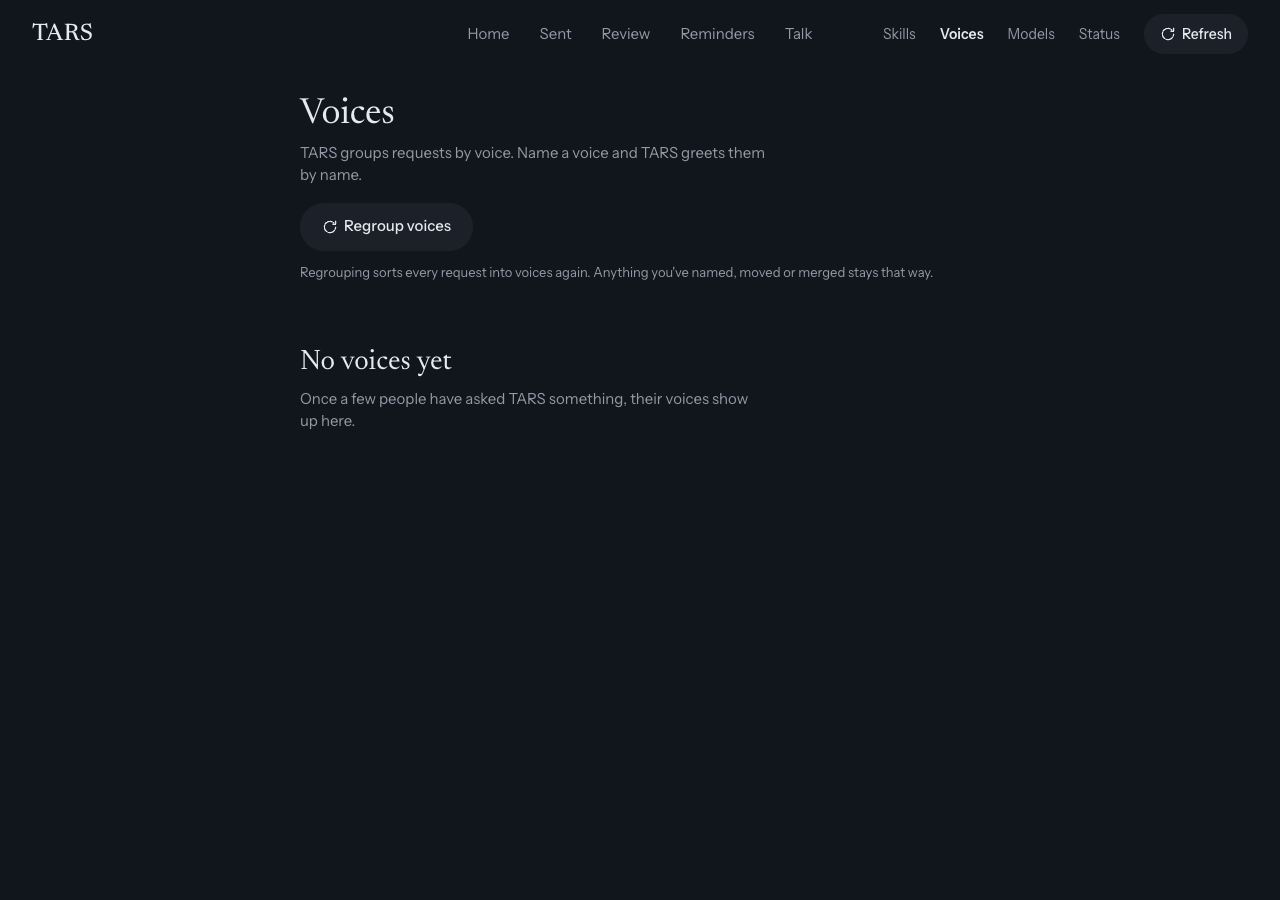 TARS
Home
Sent
Review
Reminders
Talk
Skills
Voices
Models
Status
Refresh
Voices
TARS groups requests by voice. Name a voice and TARS greets them
by name.
Regroup voices
Regrouping sorts every request into voices again. Anything you've named, moved or merged stays that way.
No voices yet
Once a few people have asked TARS something, their voices show
up here.